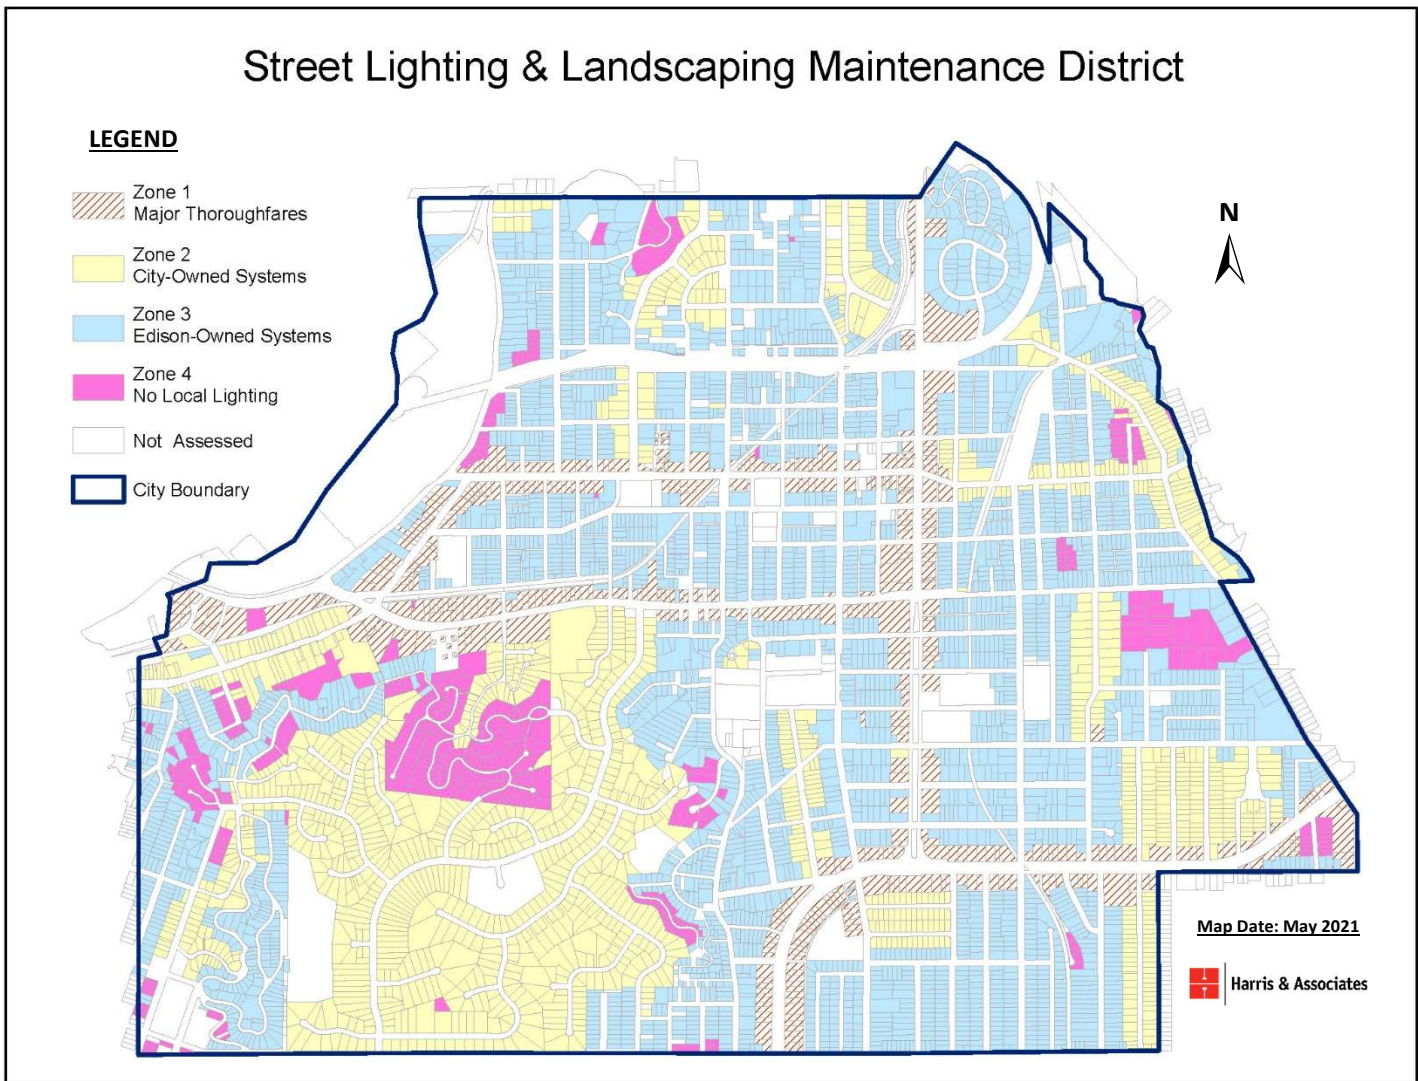 Street Lighting & Landscaping Maintenance District
LEGEND
Zone 1
Major Thoroughfares
Zone 2
City-Owned Systems
Zone 3
Edison-Owned Systems
Zone 4
No Local Lighting
Not Assessed
City Boundary
N
Map Date: May 2021
Harris & Associates